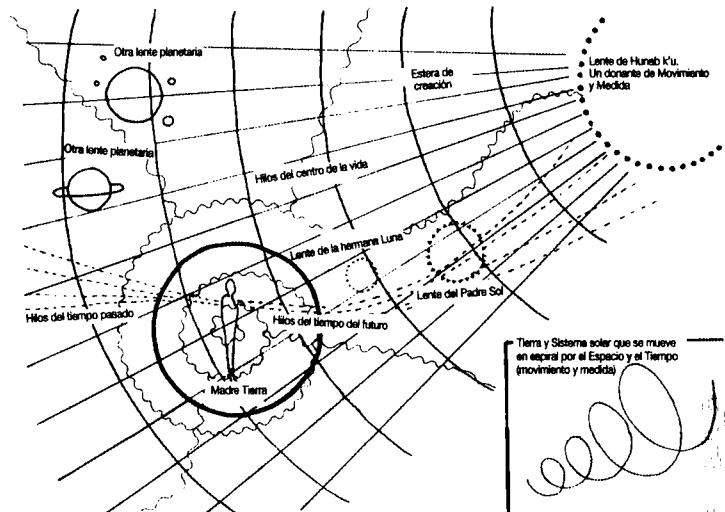 Otra lente planetaria
Estera de
creación
Lente de Hunab k'u.
Un donante de Movimiento
y Medida
Otra lente planetaria
Hilos del centro de la vida
Lente de la hermana Luna
Lente del Padre Sol
Hilos del tiempo pasado
Hilos del tiempo del futuro
Madre Tierra
Tierra y Sistema solar que se mueve
en espiral por el Espacio y el Tiempo
(movimiento y medida)